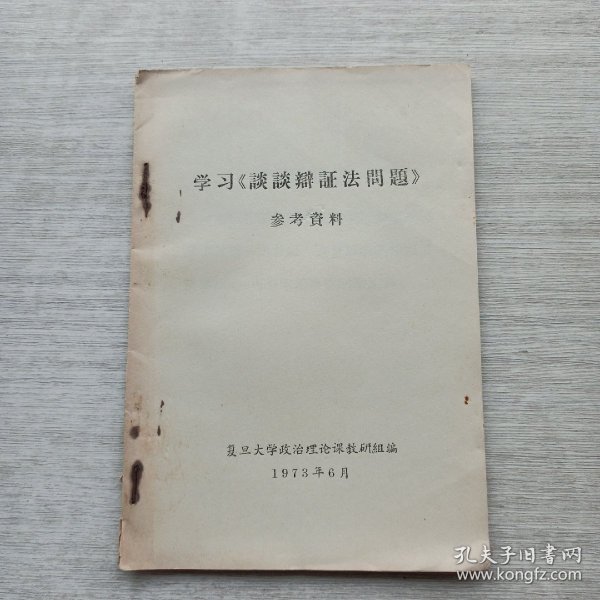 学习《談談辯証法問題》
参考資料
复旦大学政治理论课教研組編
1973年6月
孔夫子旧書网
www.kongfz.com